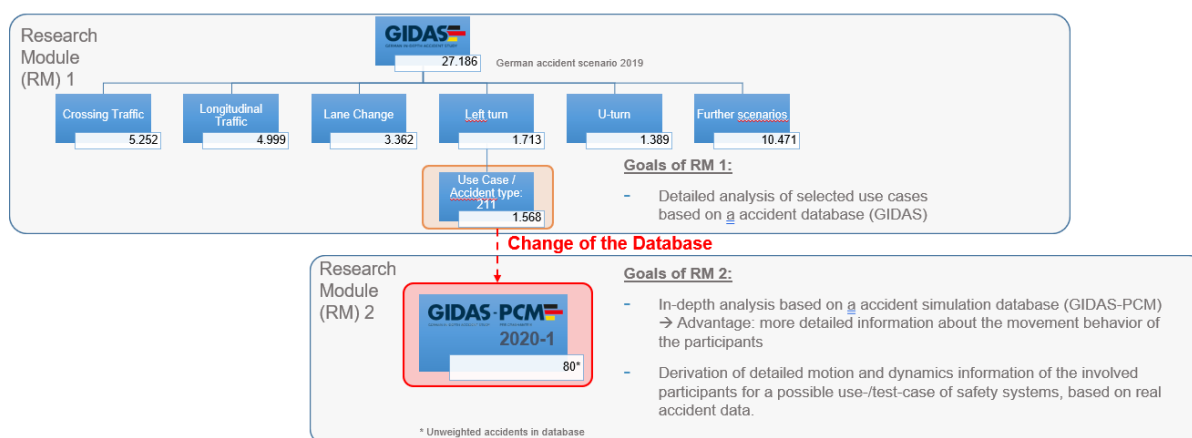 Research
Module
(RM) 1
GIDAS
GERMAN IN-DEPTH ACCIDENT STUDY
27.186
German accident scenario 2019
Crossing Traffic
5.252
Longitudinal
Traffic
4.999
Lane Change
3.362
Left turn
1.713
U-turn
1.389
Further scenarios
10.471
Use Case /
Accident type:
211
1.568
Goals of RM 1:
- Detailed analysis of selected use cases
based on a accident database (GIDAS)
Change of the Database
Research
Module
(RM) 2
GIDAS-PCM
2020-1
80*
* Unweighted accidents in database
Goals of RM 2:
- In-depth analysis based on a accident simulation database (GIDAS-PCM)
→ Advantage: more detailed information about the movement behavior of
the participants
- Derivation of detailed motion and dynamics information of the involved
participants for a possible use-/test-case of safety systems, based on real
accident data.